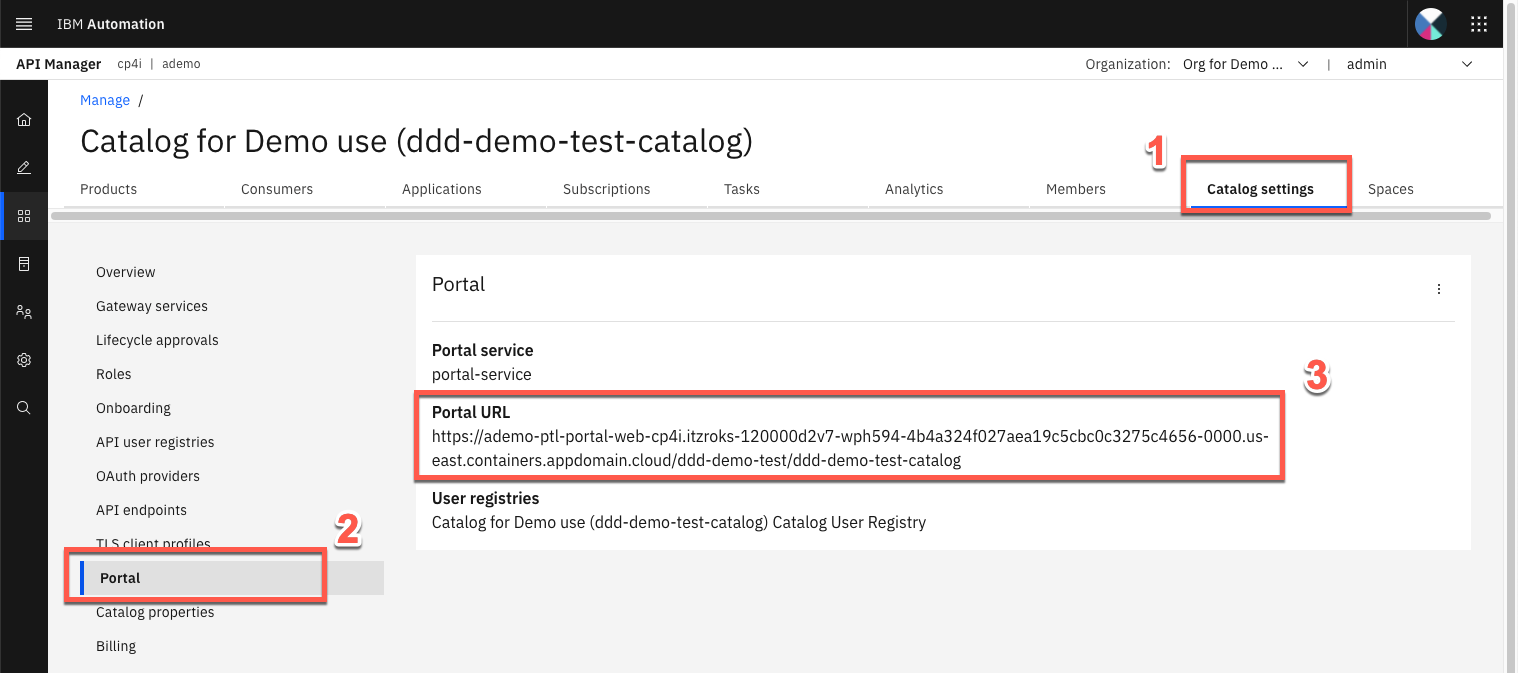 IBM Automation
API Manager cp4i | ademo Organization: Org for Demo ... | admin
Manage /
Catalog for Demo use (ddd-demo-test-catalog)
1
Products Consumers Applications Subscriptions Tasks Analytics Members Catalog settings Spaces
Overview
Gateway services
Lifecycle approvals
Roles
Onboarding
API user registries
OAuth providers
API endpoints
TLS client profiles
2
Portal
Catalog properties
Billing
Portal
Portal service
portal-service
3
Portal URL
https://ademo-ptl-portal-web-cp4i.itzroks-120000d2v7-wph594-4b4a324f027aea19c5cbc0c3275c4656-0000.us-
east.containers.appdomain.cloud/ddd-demo-test/ddd-demo-test-catalog
User registries
Catalog for Demo use (ddd-demo-test-catalog) Catalog User Registry